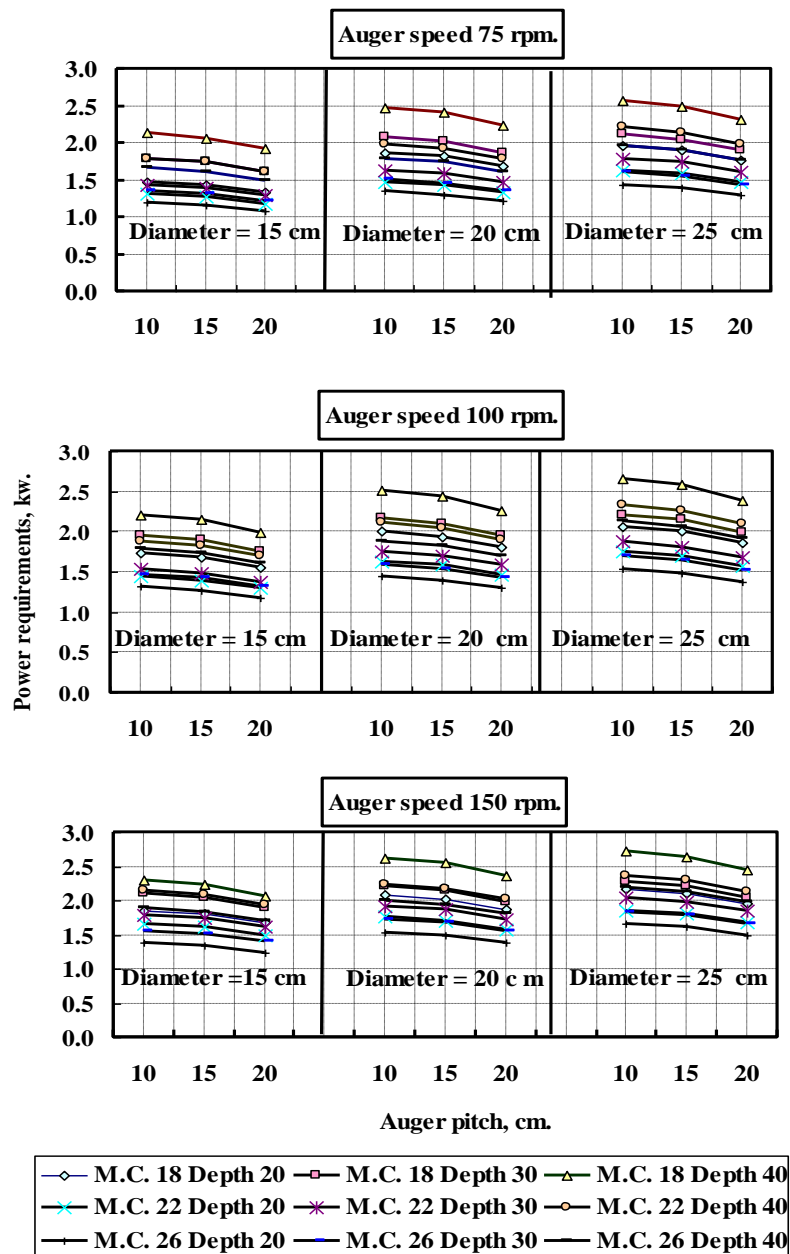 Auger speed 75 rpm.
3.0
2.5
2.0
1.5
1.0
0.5
0.0
Diameter = 15 cm
Diameter = 20 cm
Diameter = 25 cm
10 15 20 10 15 20 10 15 20
Auger speed 100 rpm.
Power requirements, kw.
3.0
2.5
2.0
1.5
1.0
0.5
0.0
Diameter = 15 cm
Diameter = 20 cm
Diameter = 25 cm
10 15 20 10 15 20 10 15 20
Auger speed 150 rpm.
3.0
2.5
2.0
1.5
1.0
0.5
0.0
Diameter =15 cm
Diameter = 20 c m
Diameter = 25 cm
10 15 20 10 15 20 10 15 20
Auger pitch, cm.
M.C. 18 Depth 20 M.C. 18 Depth 30 M.C. 18 Depth 40
M.C. 22 Depth 20 M.C. 22 Depth 30 M.C. 22 Depth 40
M.C. 26 Depth 20 M.C. 26 Depth 30 M.C. 26 Depth 40